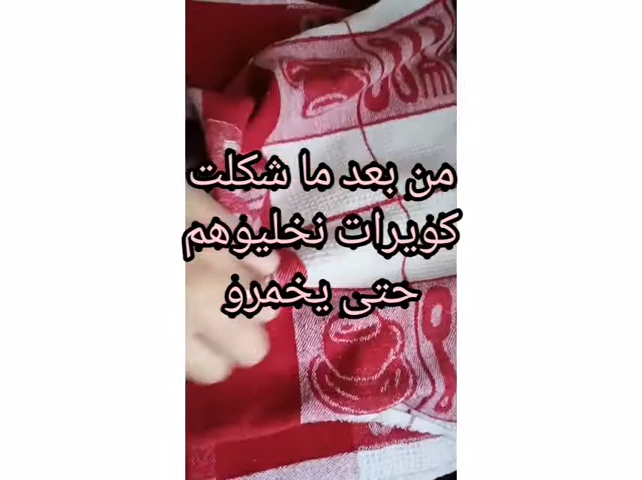 من بعد ما شكلت
كويرات نخليوهم
حتى يخمرو